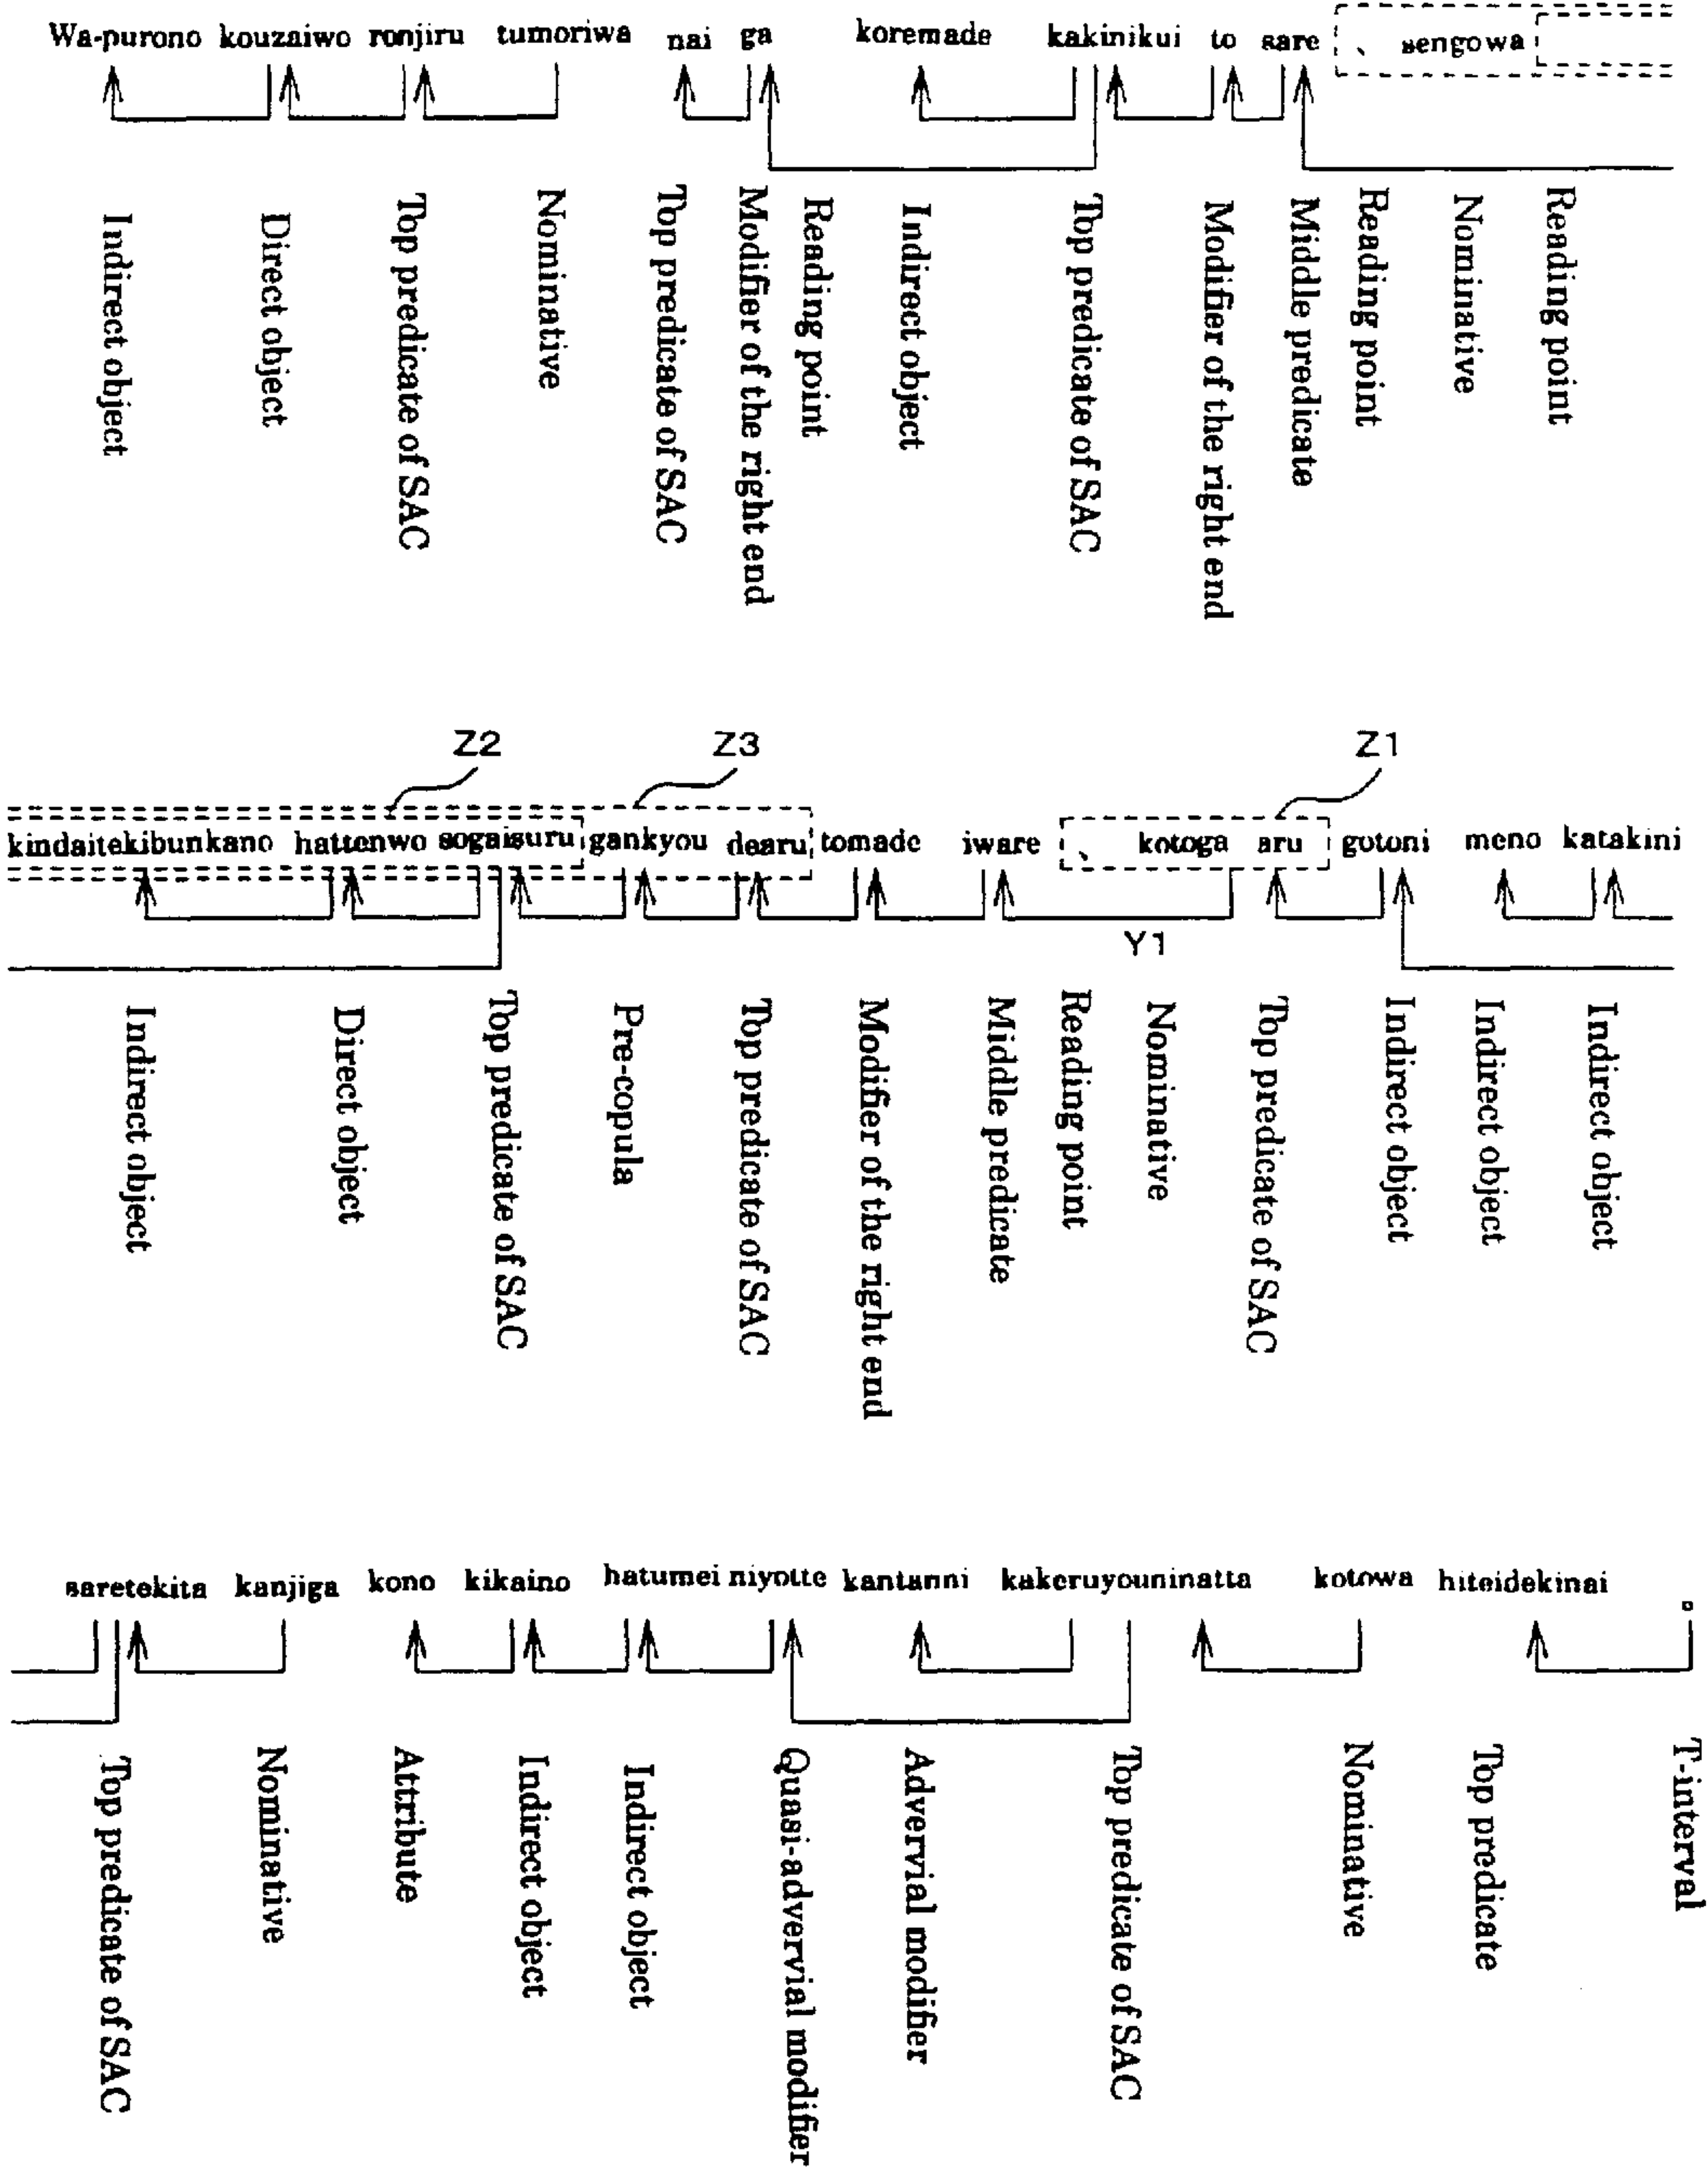 Wa-purono kouzaiwo ronjiru tumoriwa nai ga koremade kakinikui to sare 、 sengowa
Indirect object
Direct object
Top predicate of SAC
Nominative
Top predicate of SAC
Modifier of the right end
Reading point
Indirect object
Top predicate of SAC
Modifier of the right end
Middle predicate
Reading point
Nominative
Reading point
Z2 Z3 Z1
kindaitekibunkano hattenwo sogaisuru gankyou dearu tomade iware 、 kotoga aru gotoni meno katakini
Y1
Indirect object
Direct object
Top predicate of SAC
Pre-copula
Top predicate of SAC
Modifier of the right end
Middle predicate
Reading point
Nominative
Top predicate of SAC
Indirect object
Indirect object
Indirect object
saretekita kanjiga kono kikaino hatumei niyotte kantanni kakeruyouninatta kotowa hiteidekinai 。
Top predicate of SAC
Nominative
Attribute
Indirect object
Indirect object
Quasi-advervial modifier
Advervial modifier
Top predicate of SAC
Nominative
Top predicate
T-interval